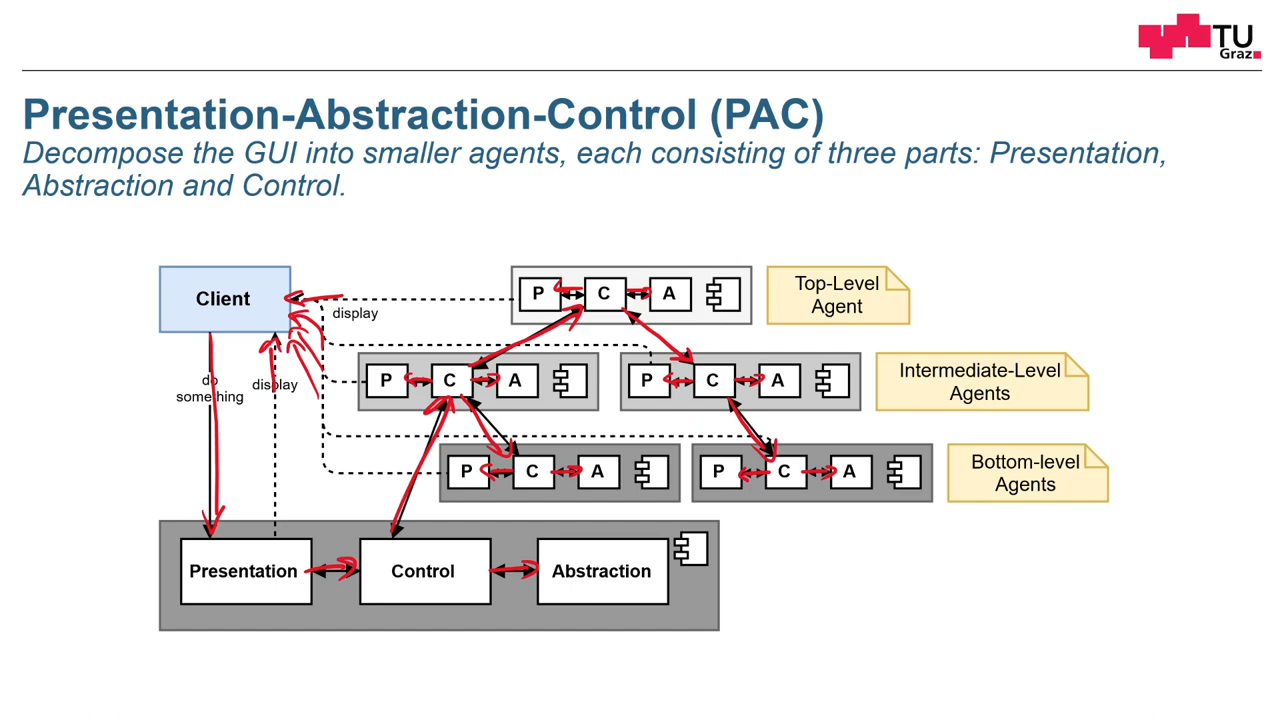 TU
Graz
Presentation-Abstraction-Control (PAC)
Decompose the GUI into smaller agents, each consisting of three parts: Presentation,
Abstraction and Control.
Client
P C A
Top-Level
Agent
display
P C A
P C A
Intermediate-Level
Agents
do
something
display
P C A
P C A
Bottom-level
Agents
Presentation
Control
Abstraction